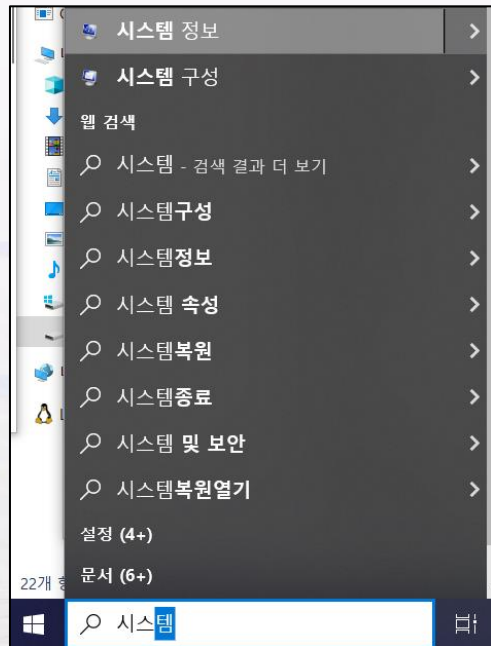 시스템 정보
시스템 구성
웹 검색
시스템 - 검색 결과 더 보기
시스템구성
시스템정보
시스템 속성
시스템복원
시스템종료
시스템 및 보안
시스템복원열기
설정 (4+)
문서 (6+)
22개
시스템